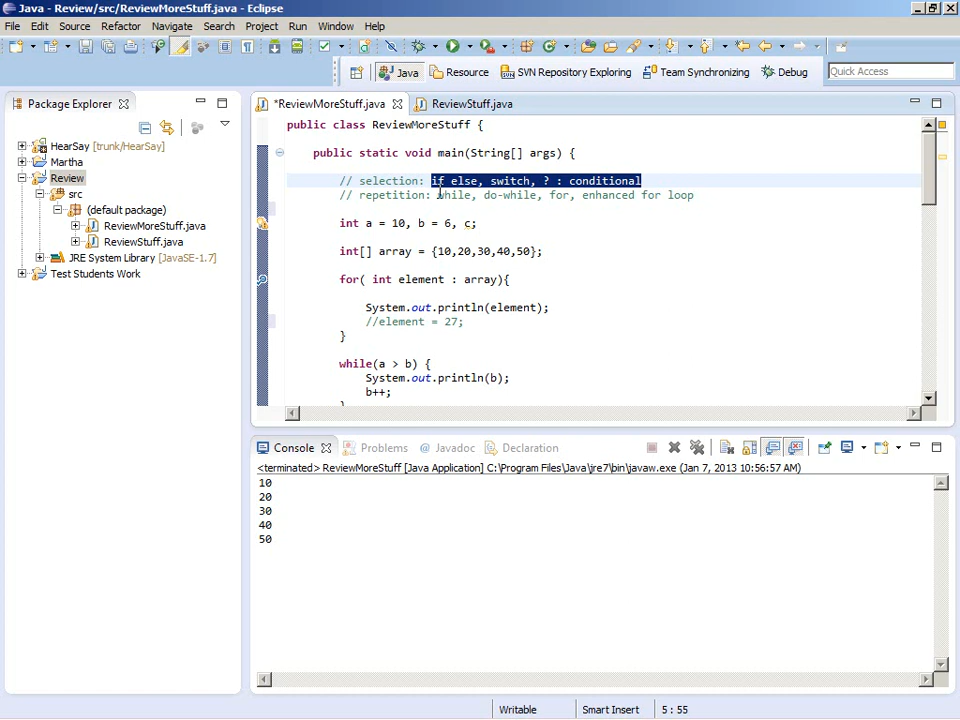 Java - Review/src/ReviewMoreStuff.java - Eclipse
File Edit Source Refactor Navigate Search Project Run Window Help
Java Resource SVN Repository Exploring Team Synchronizing Debug Quick Access
Package Explorer
HearSay [trunk/HearSay]
Martha
Review
src
(default package)
ReviewMoreStuff.java
ReviewStuff.java
JRE System Library [JavaSE-1.7]
Test Students Work
*ReviewMoreStuff.java ReviewStuff.java
public class ReviewMoreStuff {
public static void main(String[] args) {
// selection: if else, switch, ? : conditional
// repetition: while, do-while, for, enhanced for loop
int a = 10, b = 6, c;
int[] array = {10,20,30,40,50};
for( int element : array){
System.out.println(element);
//element = 27;
}
while(a > b) {
System.out.println(b);
b++;
}
Console Problems @ Javadoc Declaration
<terminated> ReviewMoreStuff [Java Application] C:\Program Files\Java\jre7\bin\javaw.exe (Jan 7, 2013 10:56:57 AM)
10
20
30
40
50
Writable Smart Insert 5 : 55